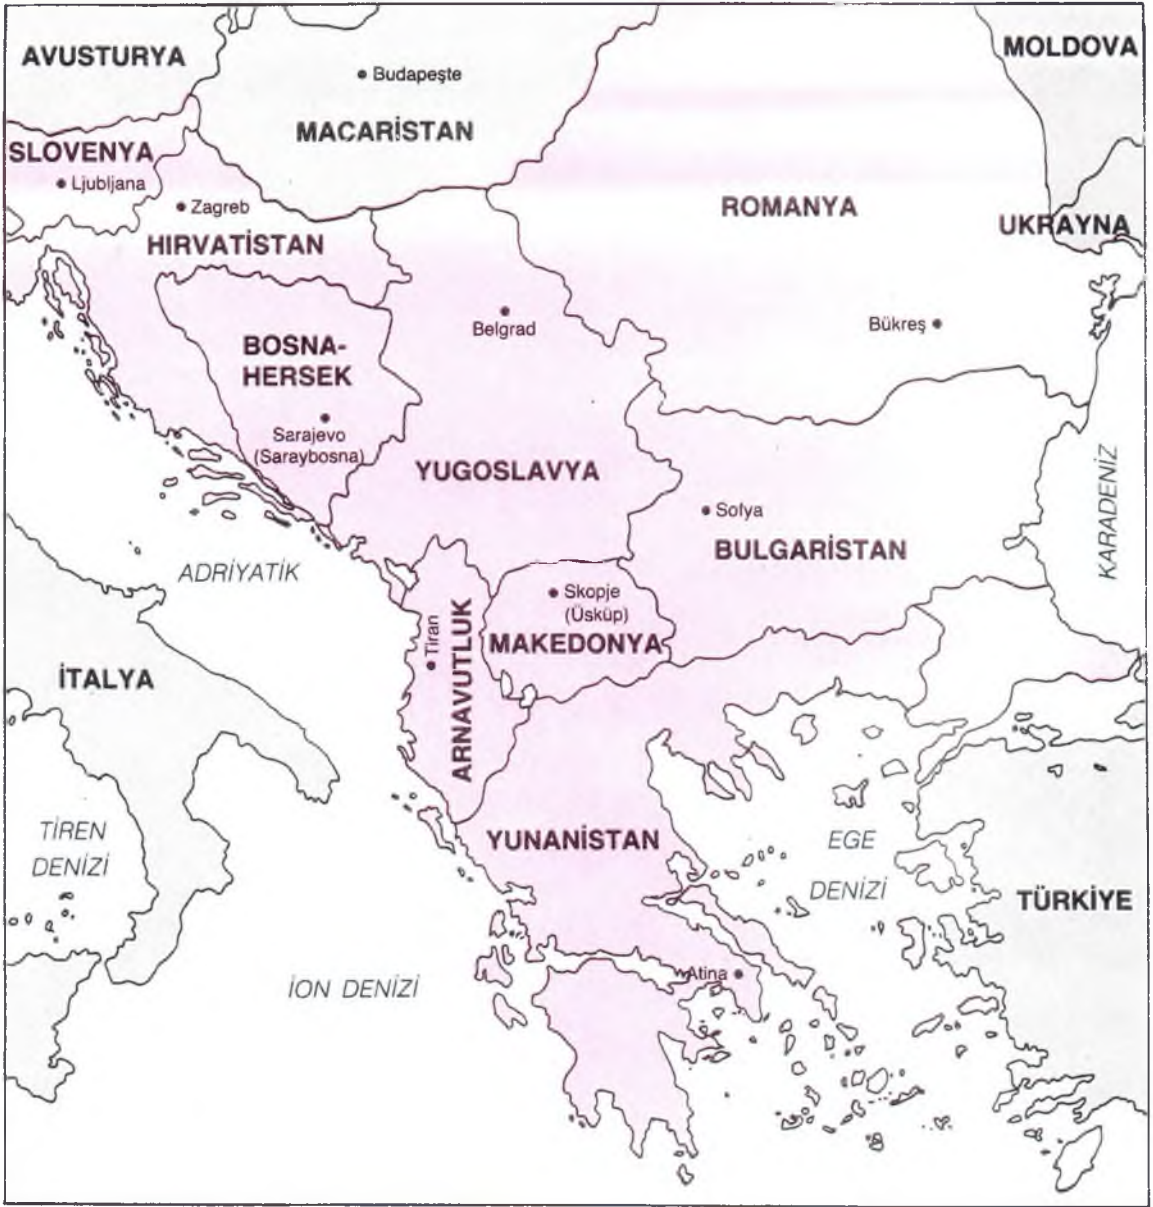 AVUSTURYA
MOLDOVA
Budapeşte
MACARİSTAN
SLOVENYA
Ljubljana
Zagreb
ROMANYA
UKRAYNA
HIRVATİSTAN
Belgrad
Bükreş
BOSNA-
HERSEK
Sarajevo
(Saraybosna)
YUGOSLAVYA
Sofya
BULGARİSTAN
KARADENİZ
ADRİYATİK
Skopje
(Üsküp)
MAKEDONYA
Tiran
ARNAVUTLUK
İTALYA
TİREN
DENİZİ
YUNANİSTAN
EGE
DENİZİ
TÜRKİYE
Atina
İON DENİZİ